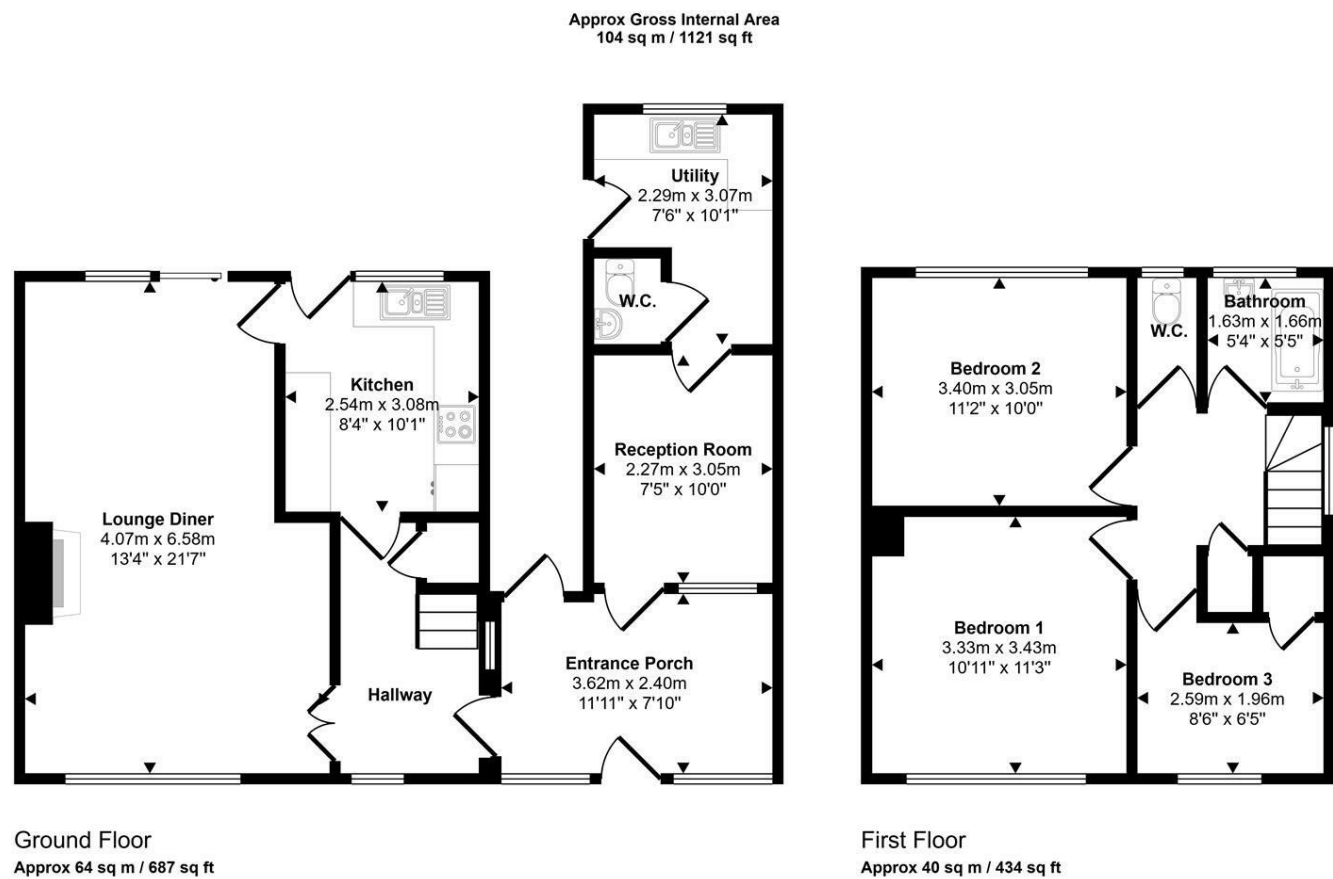 Approx Gross Internal Area
104 sq m / 1121 sq ft
Utility
2.29m x 3.07m
7'6" x 10'1"
W.C.
Kitchen
2.54m x 3.08m
8'4" x 10'1"
Reception Room
2.27m x 3.05m
7'5" x 10'0"
Lounge Diner
4.07m x 6.58m
13'4" x 21'7"
Entrance Porch
3.62m x 2.40m
11'11" x 7'10"
Hallway
Ground Floor
Approx 64 sq m / 687 sq ft
W.C.
Bathroom
1.63m x 1.66m
5'4" x 5'5"
Bedroom 2
3.40m x 3.05m
11'2" x 10'0"
Bedroom 1
3.33m x 3.43m
10'11" x 11'3"
Bedroom 3
2.59m x 1.96m
8'6" x 6'5"
First Floor
Approx 40 sq m / 434 sq ft